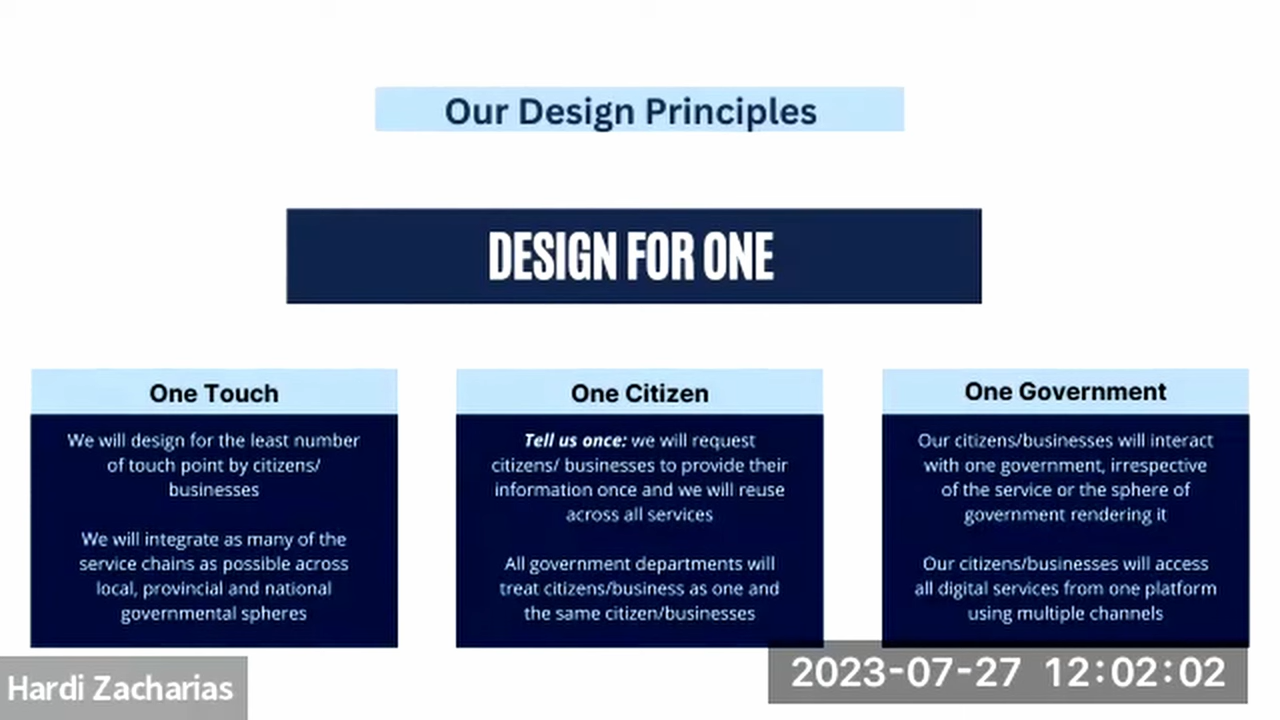 Our Design Principles
DESIGN FOR ONE
One Touch
We will design for the least number
of touch point by citizens/
businesses
We will integrate as many of the
service chains as possible across
local, provincial and national
governmental spheres
One Citizen
Tell us once: we will request
citizens/ businesses to provide their
information once and we will reuse
across all services
All government departments will
treat citizens/business as one and
the same citizen/businesses
One Government
Our citizens/businesses will interact
with one government, irrespective
of the service or the sphere of
government rendering it
Our citizens/businesses will access
all digital services from one platform
using multiple channels
Hardi Zacharias
2023-07-27 12:02:02